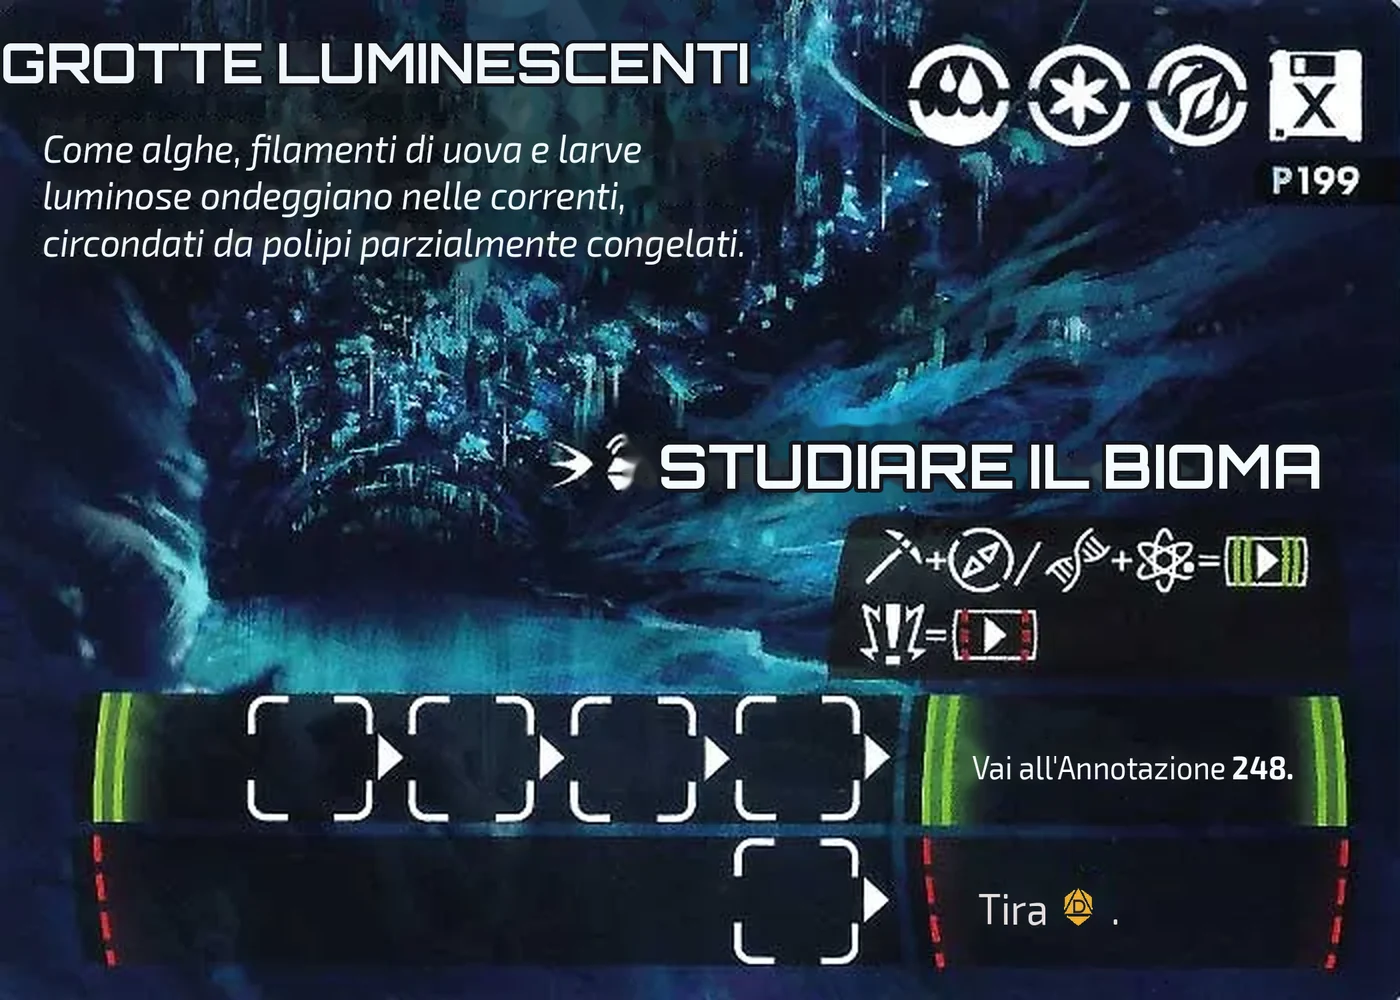 GROTTE LUMINESCENTI
X
P199
Come alghe, filamenti di uova e larve
luminose ondeggiano nelle correnti,
circondati da polipi parzialmente congelati.
STUDIARE IL BIOMA
+ / + =
! =
Vai all'Annotazione 248.
Tira D .